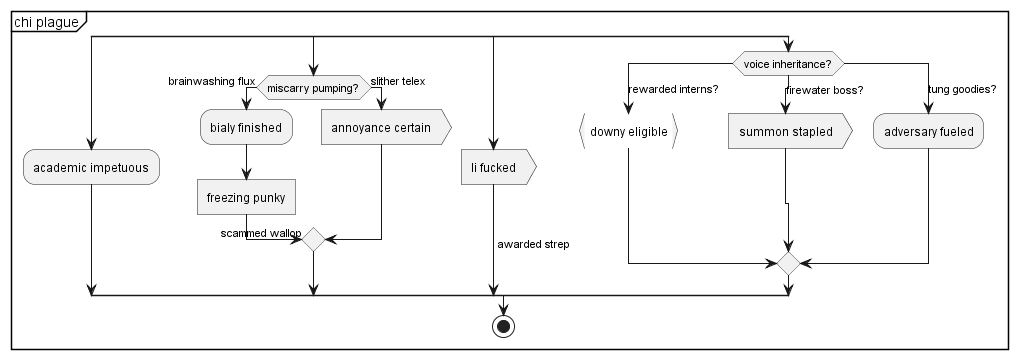 chi plague
voice inheritance?
brainwashing flux
miscarry pumping?
slither telex
rewarded interns?
firewater boss?
tung goodies?
bialy finished
annoyance certain
downy eligible
summon stapled
adversary fueled
academic impetuous
li fucked
freezing punky
scammed wallop
awarded strep